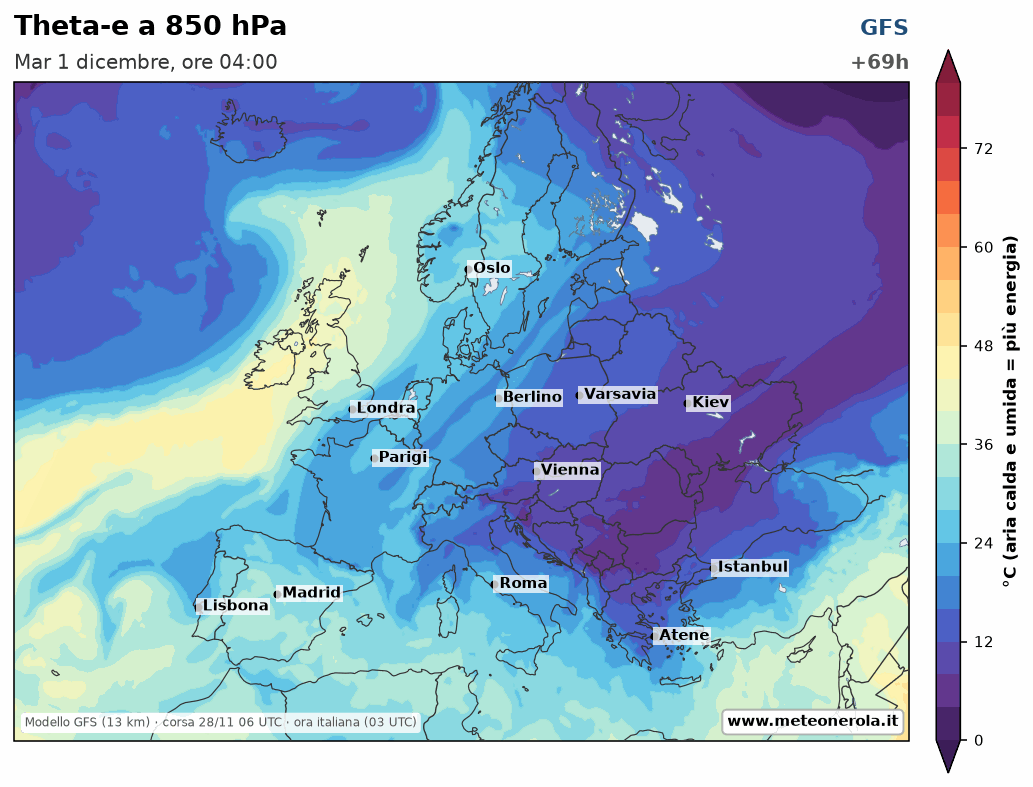 Theta-e a 850 hPa
GFS
Mar 1 dicembre, ore 04:00
+69h
72
60
48
36
24
12
0
°C (aria calda e umida = più energia)
Oslo
Londra
Berlino
Varsavia
Kiev
Parigi
Vienna
Istanbul
Roma
Madrid
Lisbona
Atene
Modello GFS (13 km) · corsa 28/11 06 UTC · ora italiana (03 UTC)
www.meteonerola.it